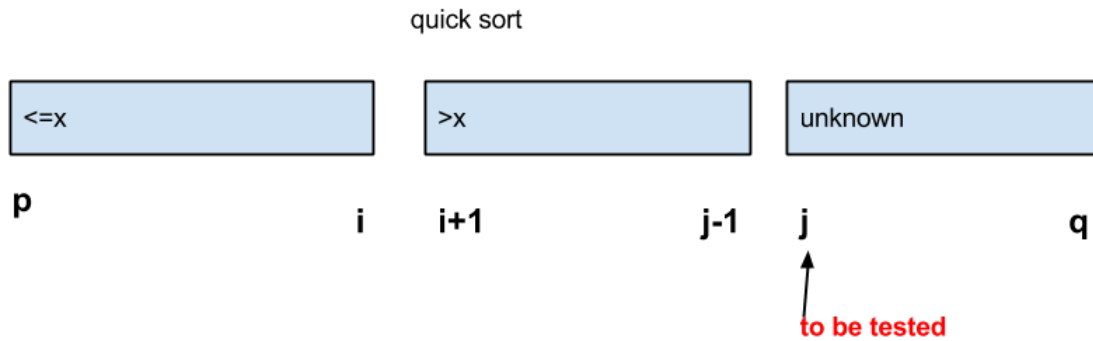 quick sort
<=x >x unknown
p i i+1 j-1 j q
to be tested